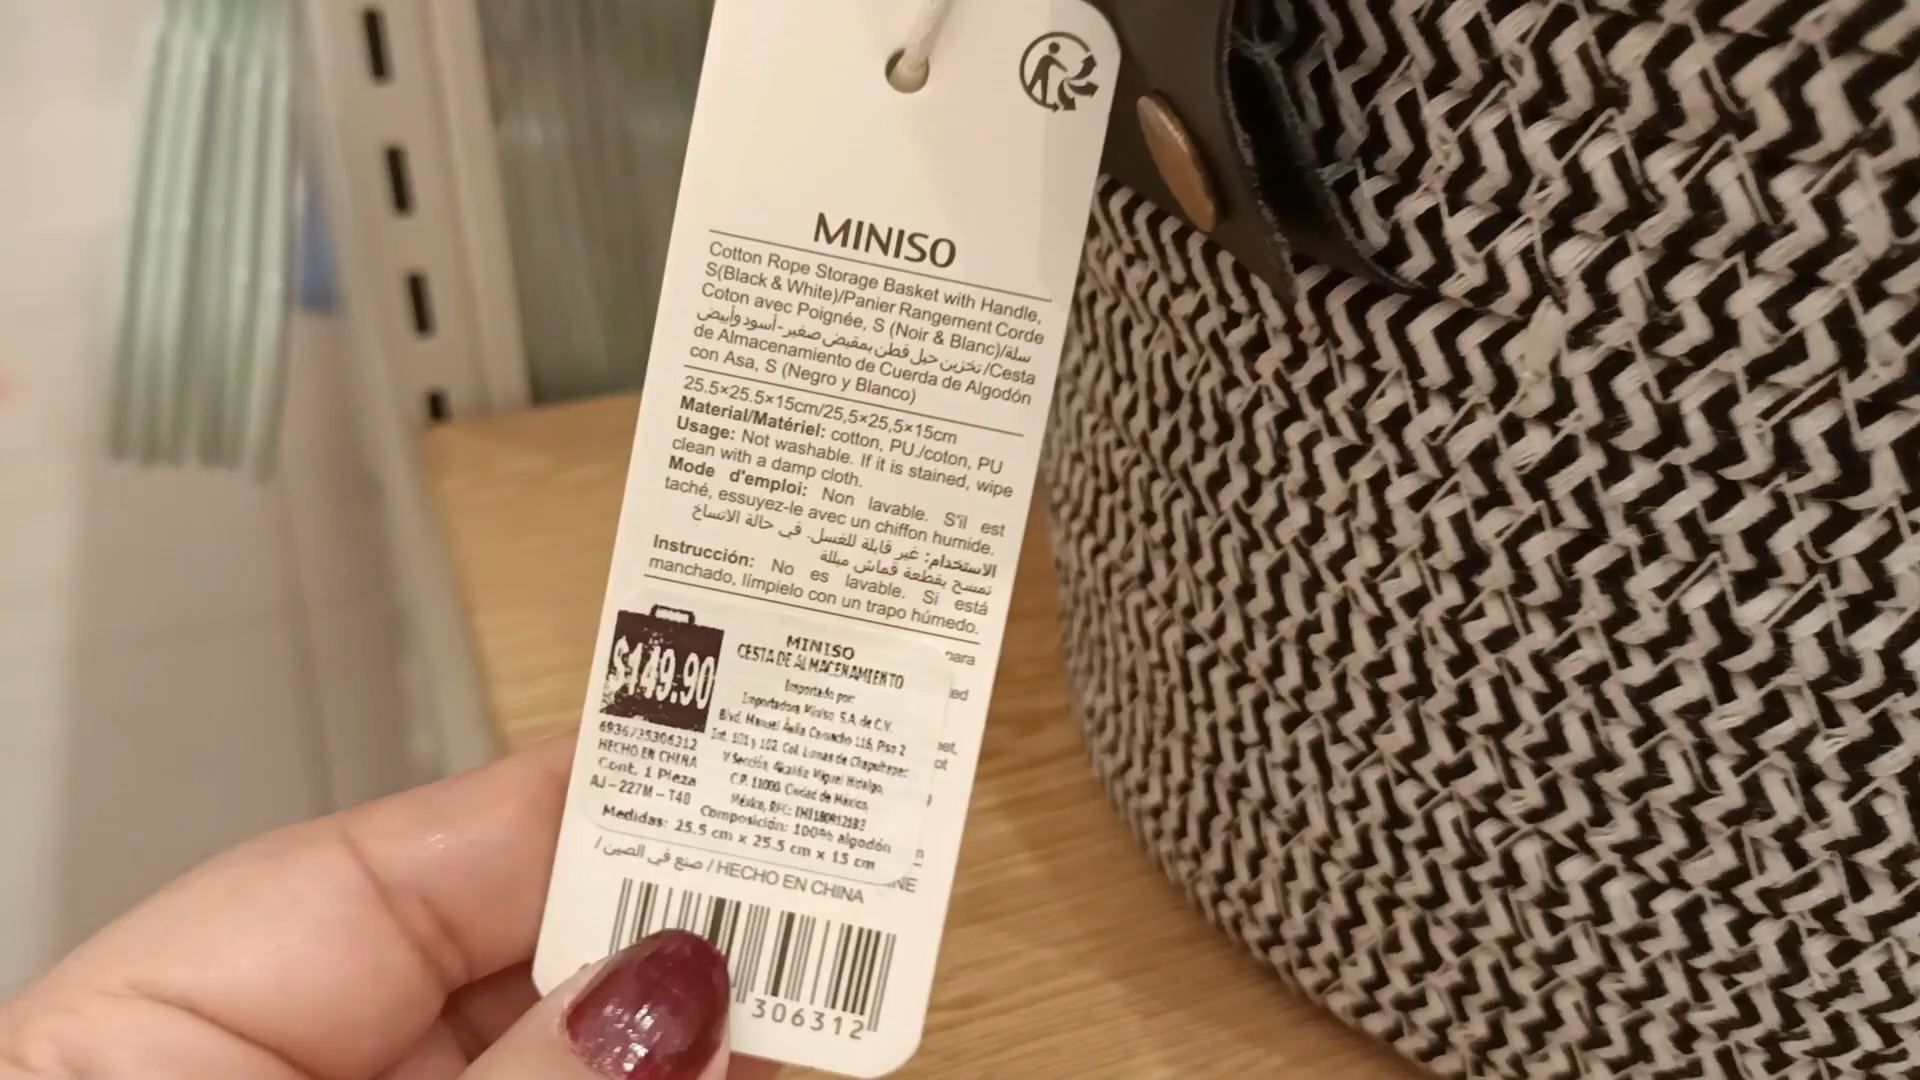 MINISO
Cotton Rope Storage Basket with Handle,
S(Black & White)/Panier Rangement Corde
Coton avec Poignée, S (Noir & Blanc)/سلة
تخزين حبل قطن بمقبض صغير-أسود وأبيض/Cesta
de Almacenamiento de Cuerda de Algodón
con Asa, S (Negro y Blanco)
25.5×25.5×15cm/25,5×25,5×15cm
Material/Matériel: cotton, PU./coton, PU
Usage: Not washable. If it is stained, wipe
clean with a damp cloth.
Mode d'emploi: Non lavable. S'il est
taché, essuyez-le avec un chiffon humide.
الاستخدام: غير قابلة للغسل. في حالة الاتساخ
تمسح بقطعة قماش مبللة
Instrucción: No es lavable. Si está
manchado, límpielo con un trapo húmedo.
$149.90
6936735306312
HECHO EN CHINA
Cont. 1 Pieza
AJ-227M-T40
MINISO
CESTA DE ALMACENAMIENTO
Importado por:
Importadora Miniso S.A. de C.V.
Blvd. Manuel Ávila Camacho 116, Piso 2
Int. 101 y 102. Col. Lomas de Chapultepec
V Sección, Alcaldía Miguel Hidalgo,
C.P. 11000, Ciudad de México,
México, RFC:
Composición: 100% algodón
Medidas: 25.5 cm x 25.5 cm x 15 cm
/صنع في الصين / HECHO EN CHINA
306312